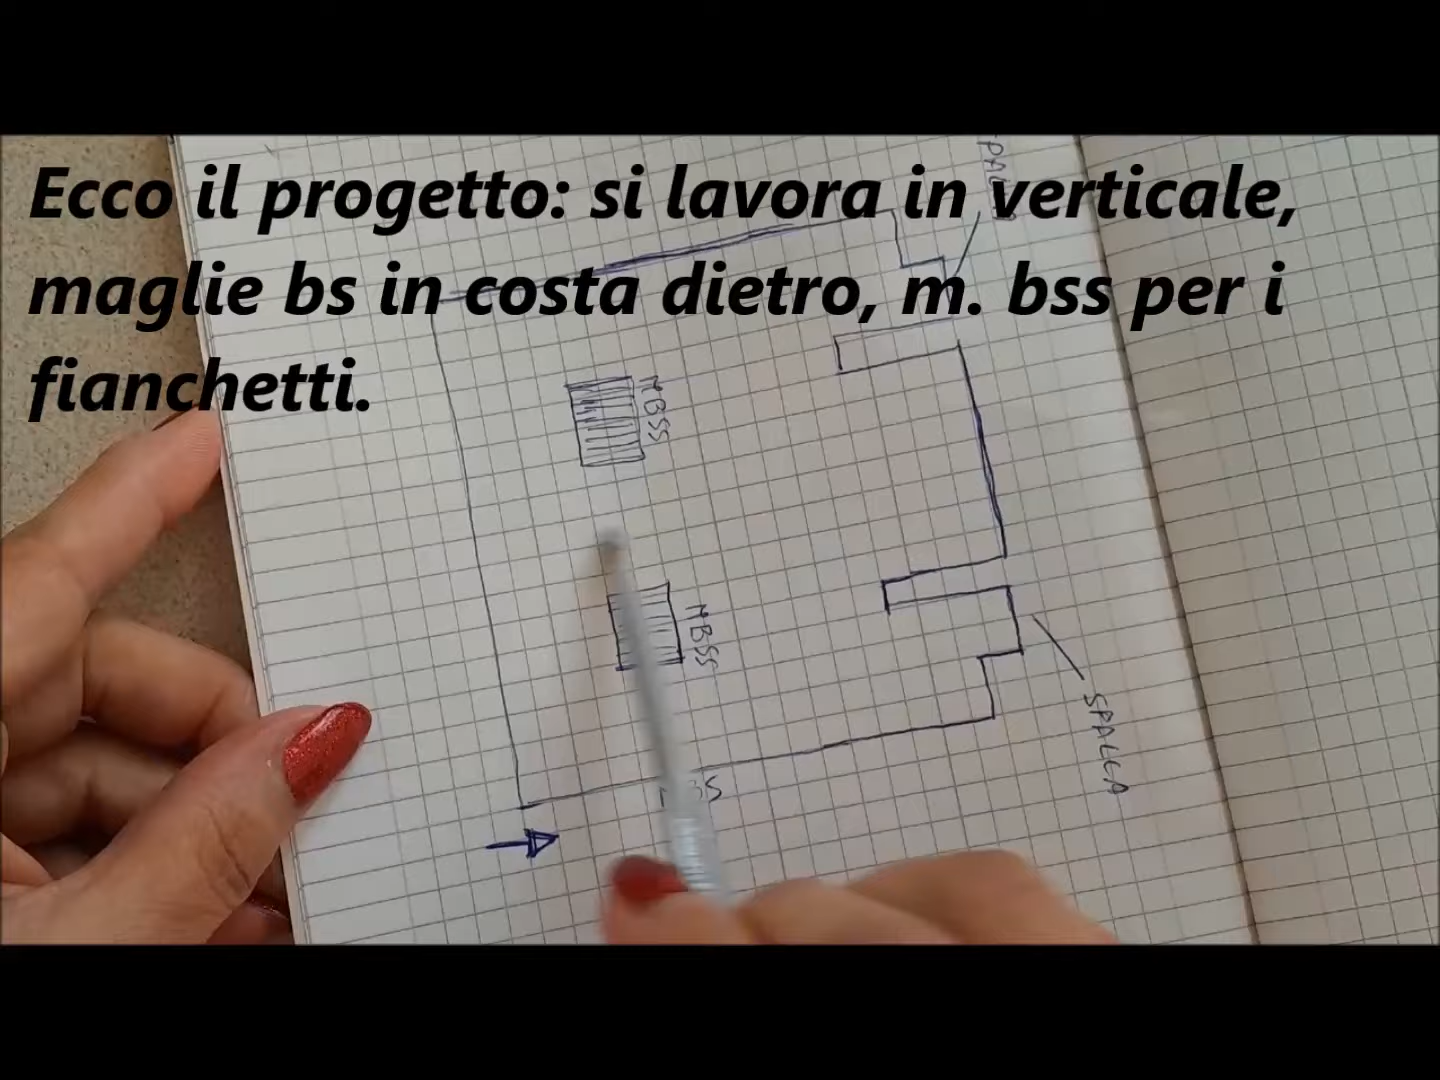 Ecco il progetto: si lavora in verticale,
maglie bs in costa dietro, m. bss per i
fianchetti.
MBSS
MBSS
SPALLA